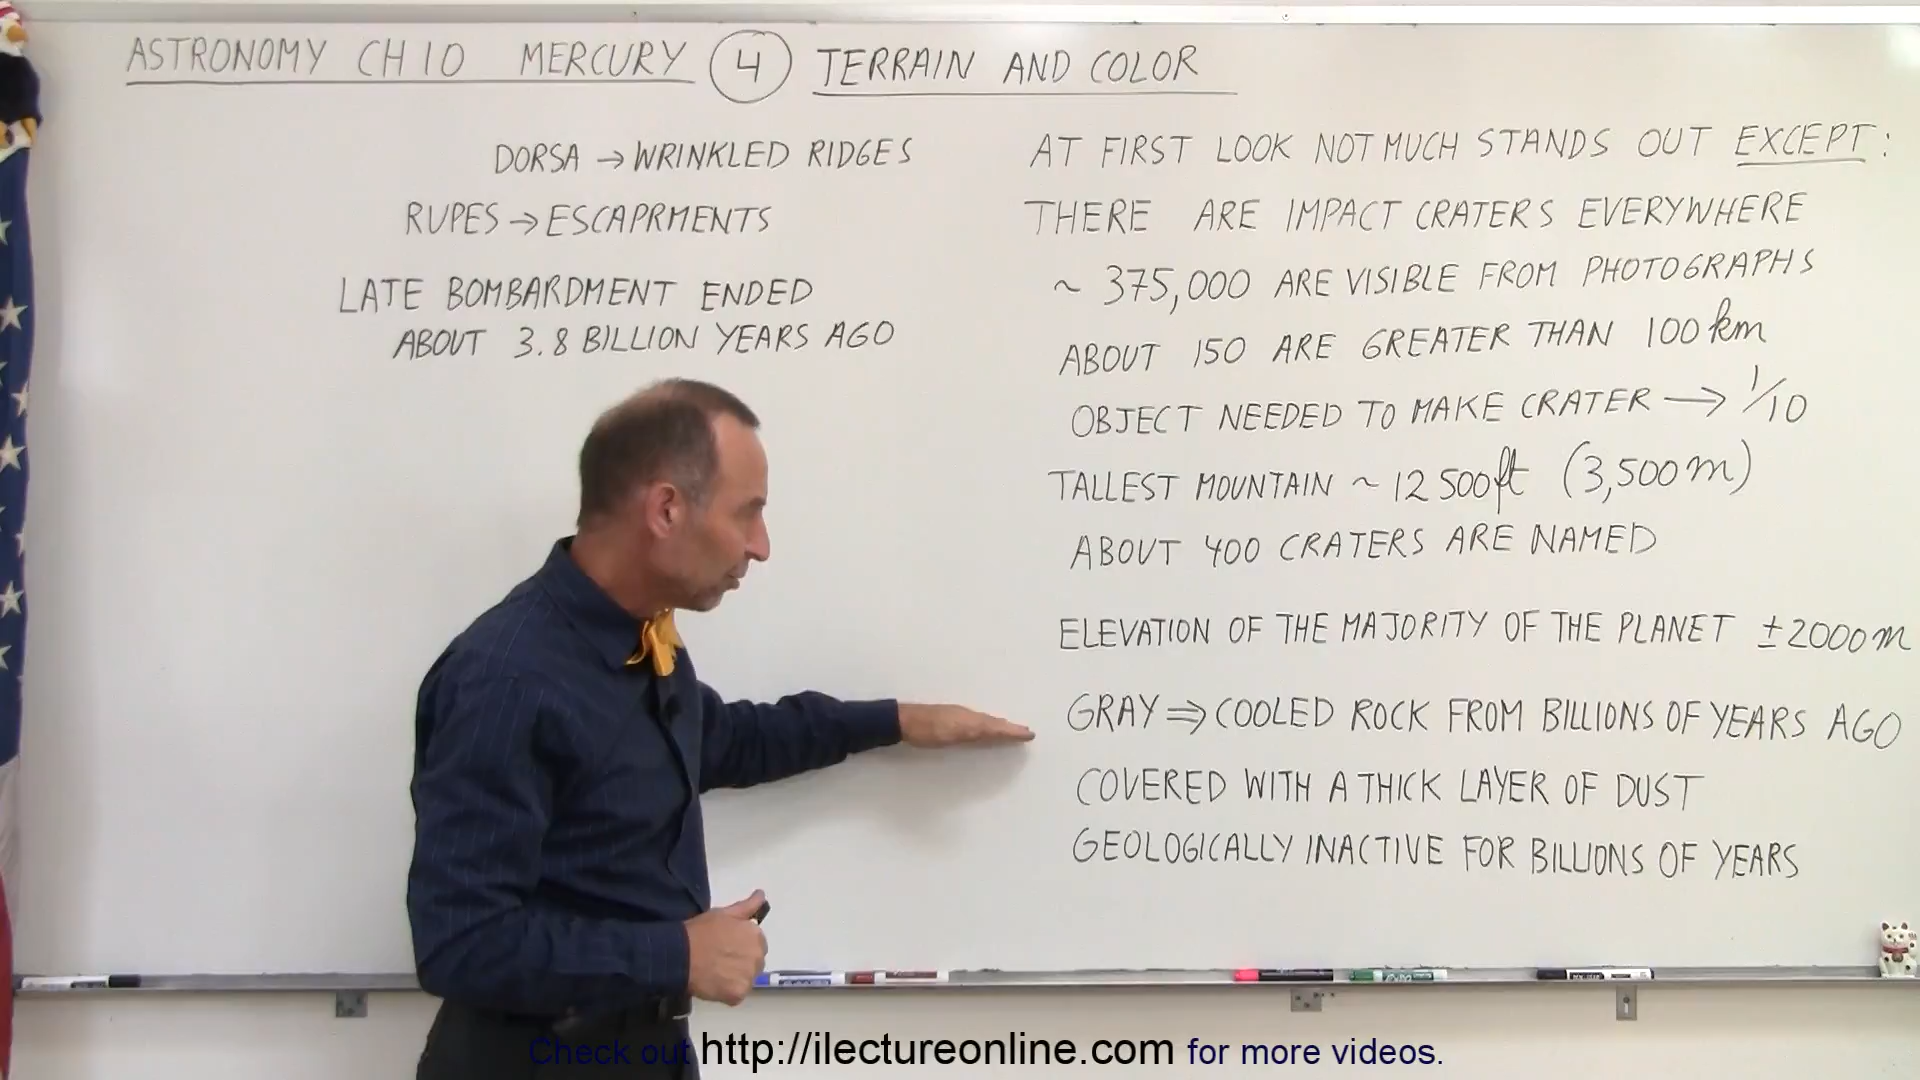 ASTRONOMY CH 10 MERCURY 4 TERRAIN AND COLOR
DORSA → WRINKLED RIDGES
RUPES → ESCAPRMENTS
LATE BOMBARDMENT ENDED
ABOUT 3.8 BILLION YEARS AGO
AT FIRST LOOK NOT MUCH STANDS OUT EXCEPT:
THERE ARE IMPACT CRATERS EVERYWHERE
~ 375,000 ARE VISIBLE FROM PHOTOGRAPHS
ABOUT 150 ARE GREATER THAN 100 km
OBJECT NEEDED TO MAKE CRATER → 1/10
TALLEST MOUNTAIN ~ 12 500 ft (3,500 m)
ABOUT 400 CRATERS ARE NAMED
ELEVATION OF THE MAJORITY OF THE PLANET ±2000 m
GRAY ⇒ COOLED ROCK FROM BILLIONS OF YEARS AGO
COVERED WITH A THICK LAYER OF DUST
GEOLOGICALLY INACTIVE FOR BILLIONS OF YEARS
Check out http://ilectureonline.com for more videos.